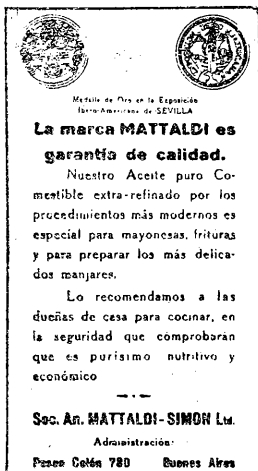 Medalla de Oro en la Exposición
Ibero-Americana de SEVILLA
La marca MATTALDI es
garantía de calidad.
Nuestro Aceite puro Co-
mestible extra-refinado por los
procedimientos más modernos es
especial para mayonesas, frituras
y para preparar los más delica-
dos manjares.
Lo recomendamos a las
dueñas de casa para cocinar, en
la seguridad que comprobarán
que es purísimo nutritivo y
económico
Soc. An. MATTALDI-SIMON Ltd.
Administración:
Paseo Colón 780 Buenos Aires